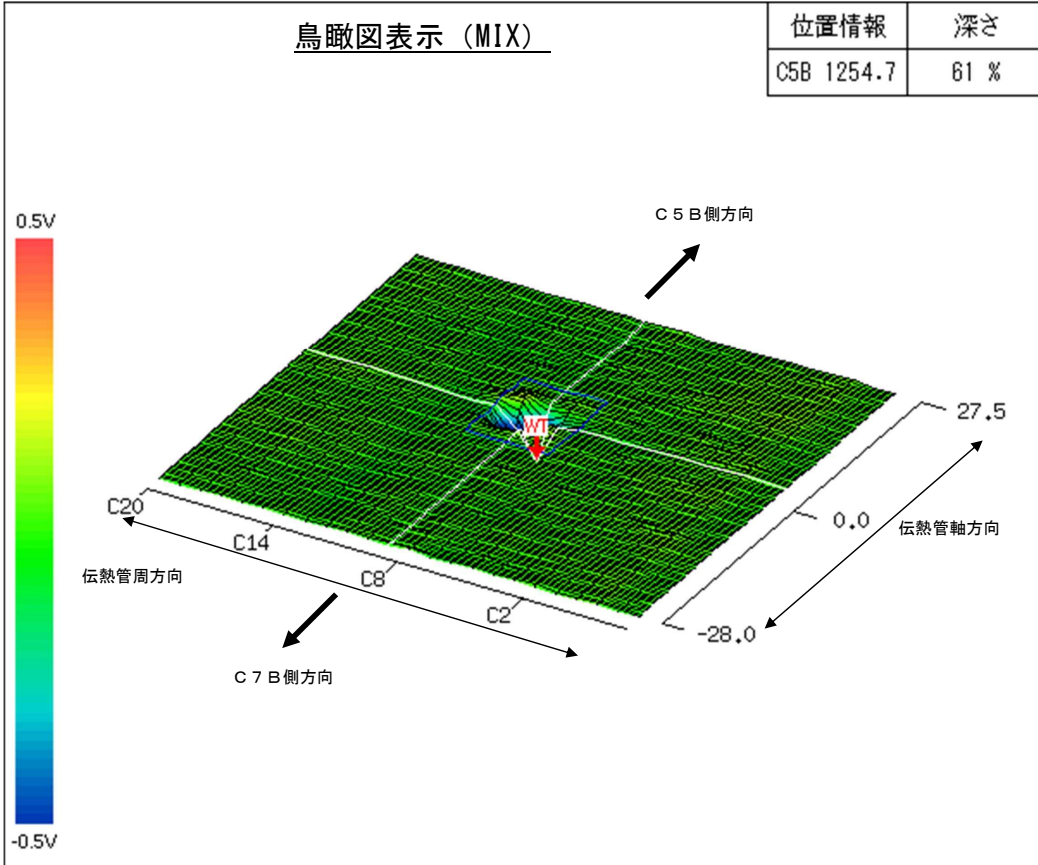 鳥瞰図表示 (MIX)
位置情報 深さ
C5B 1254.7 61 %
0.5V
C5B側方向
WT
27.5
0.0
伝熱管軸方向
-28.0
C20
C14
C8
C2
伝熱管周方向
C7B側方向
-0.5V